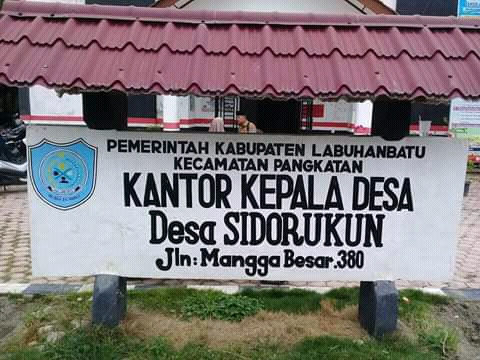 PEMERINTAH KABUPATEN LABUHANBATU
KECAMATAN PANGKATAN
KANTOR KEPALA DESA
Desa SIDORUKUN
Jln: Mangga Besar.380